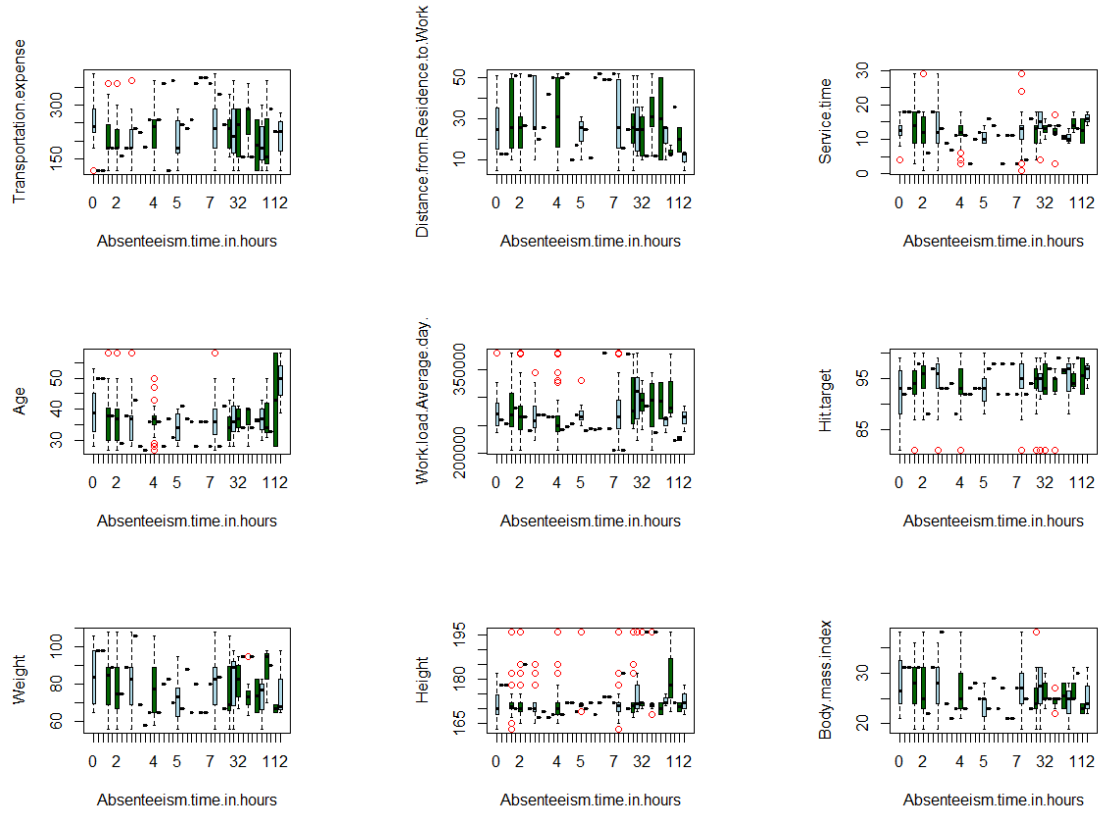 Transportation.expense
150 300
0 2 4 5 7 32 112
Absenteeism.time.in.hours
Distance.from.Residence.to.Work
10 30 50
0 2 4 5 7 32 112
Absenteeism.time.in.hours
Service.time
0 10 20 30
0 2 4 5 7 32 112
Absenteeism.time.in.hours
Age
30 40 50
0 2 4 5 7 32 112
Absenteeism.time.in.hours
Work.load.Average.day.
200000 350000
0 2 4 5 7 32 112
Absenteeism.time.in.hours
Hit.target
85 95
0 2 4 5 7 32 112
Absenteeism.time.in.hours
Weight
60 80 100
0 2 4 5 7 32 112
Absenteeism.time.in.hours
Height
165 180 195
0 2 4 5 7 32 112
Absenteeism.time.in.hours
Body.mass.index
20 30
0 2 4 5 7 32 112
Absenteeism.time.in.hours